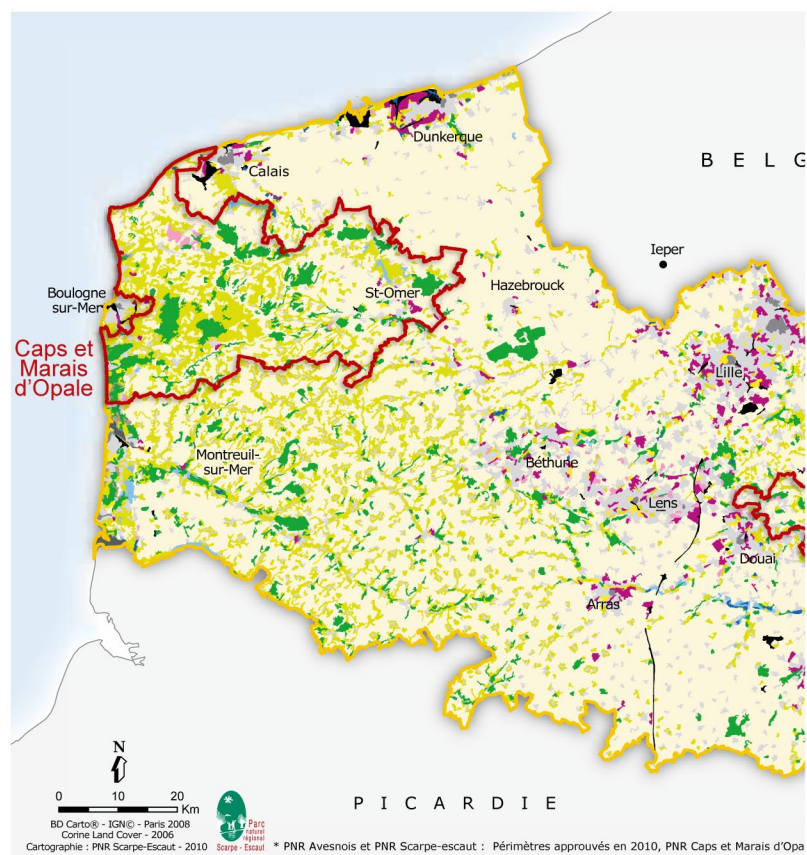 Dunkerque
Calais
B E L G
Ieper
Boulogne
sur-Mer
St-Omer
Hazebrouck
Caps et
Marais
d'Opale
Lille
Montreuil-
sur-Mer
Béthune
Lens
Douai
Arras
N
0 10 20
Km
P I C A R D I E
BD Carto® - IGN© - Paris 2008
Corine Land Cover - 2006
Cartographie : PNR Scarpe-Escaut - 2010
Parc
naturel
régional
Scarpe - Escaut
* PNR Avesnois et PNR Scarpe-escaut : Périmètres approuvés en 2010, PNR Caps et Marais d'Opa